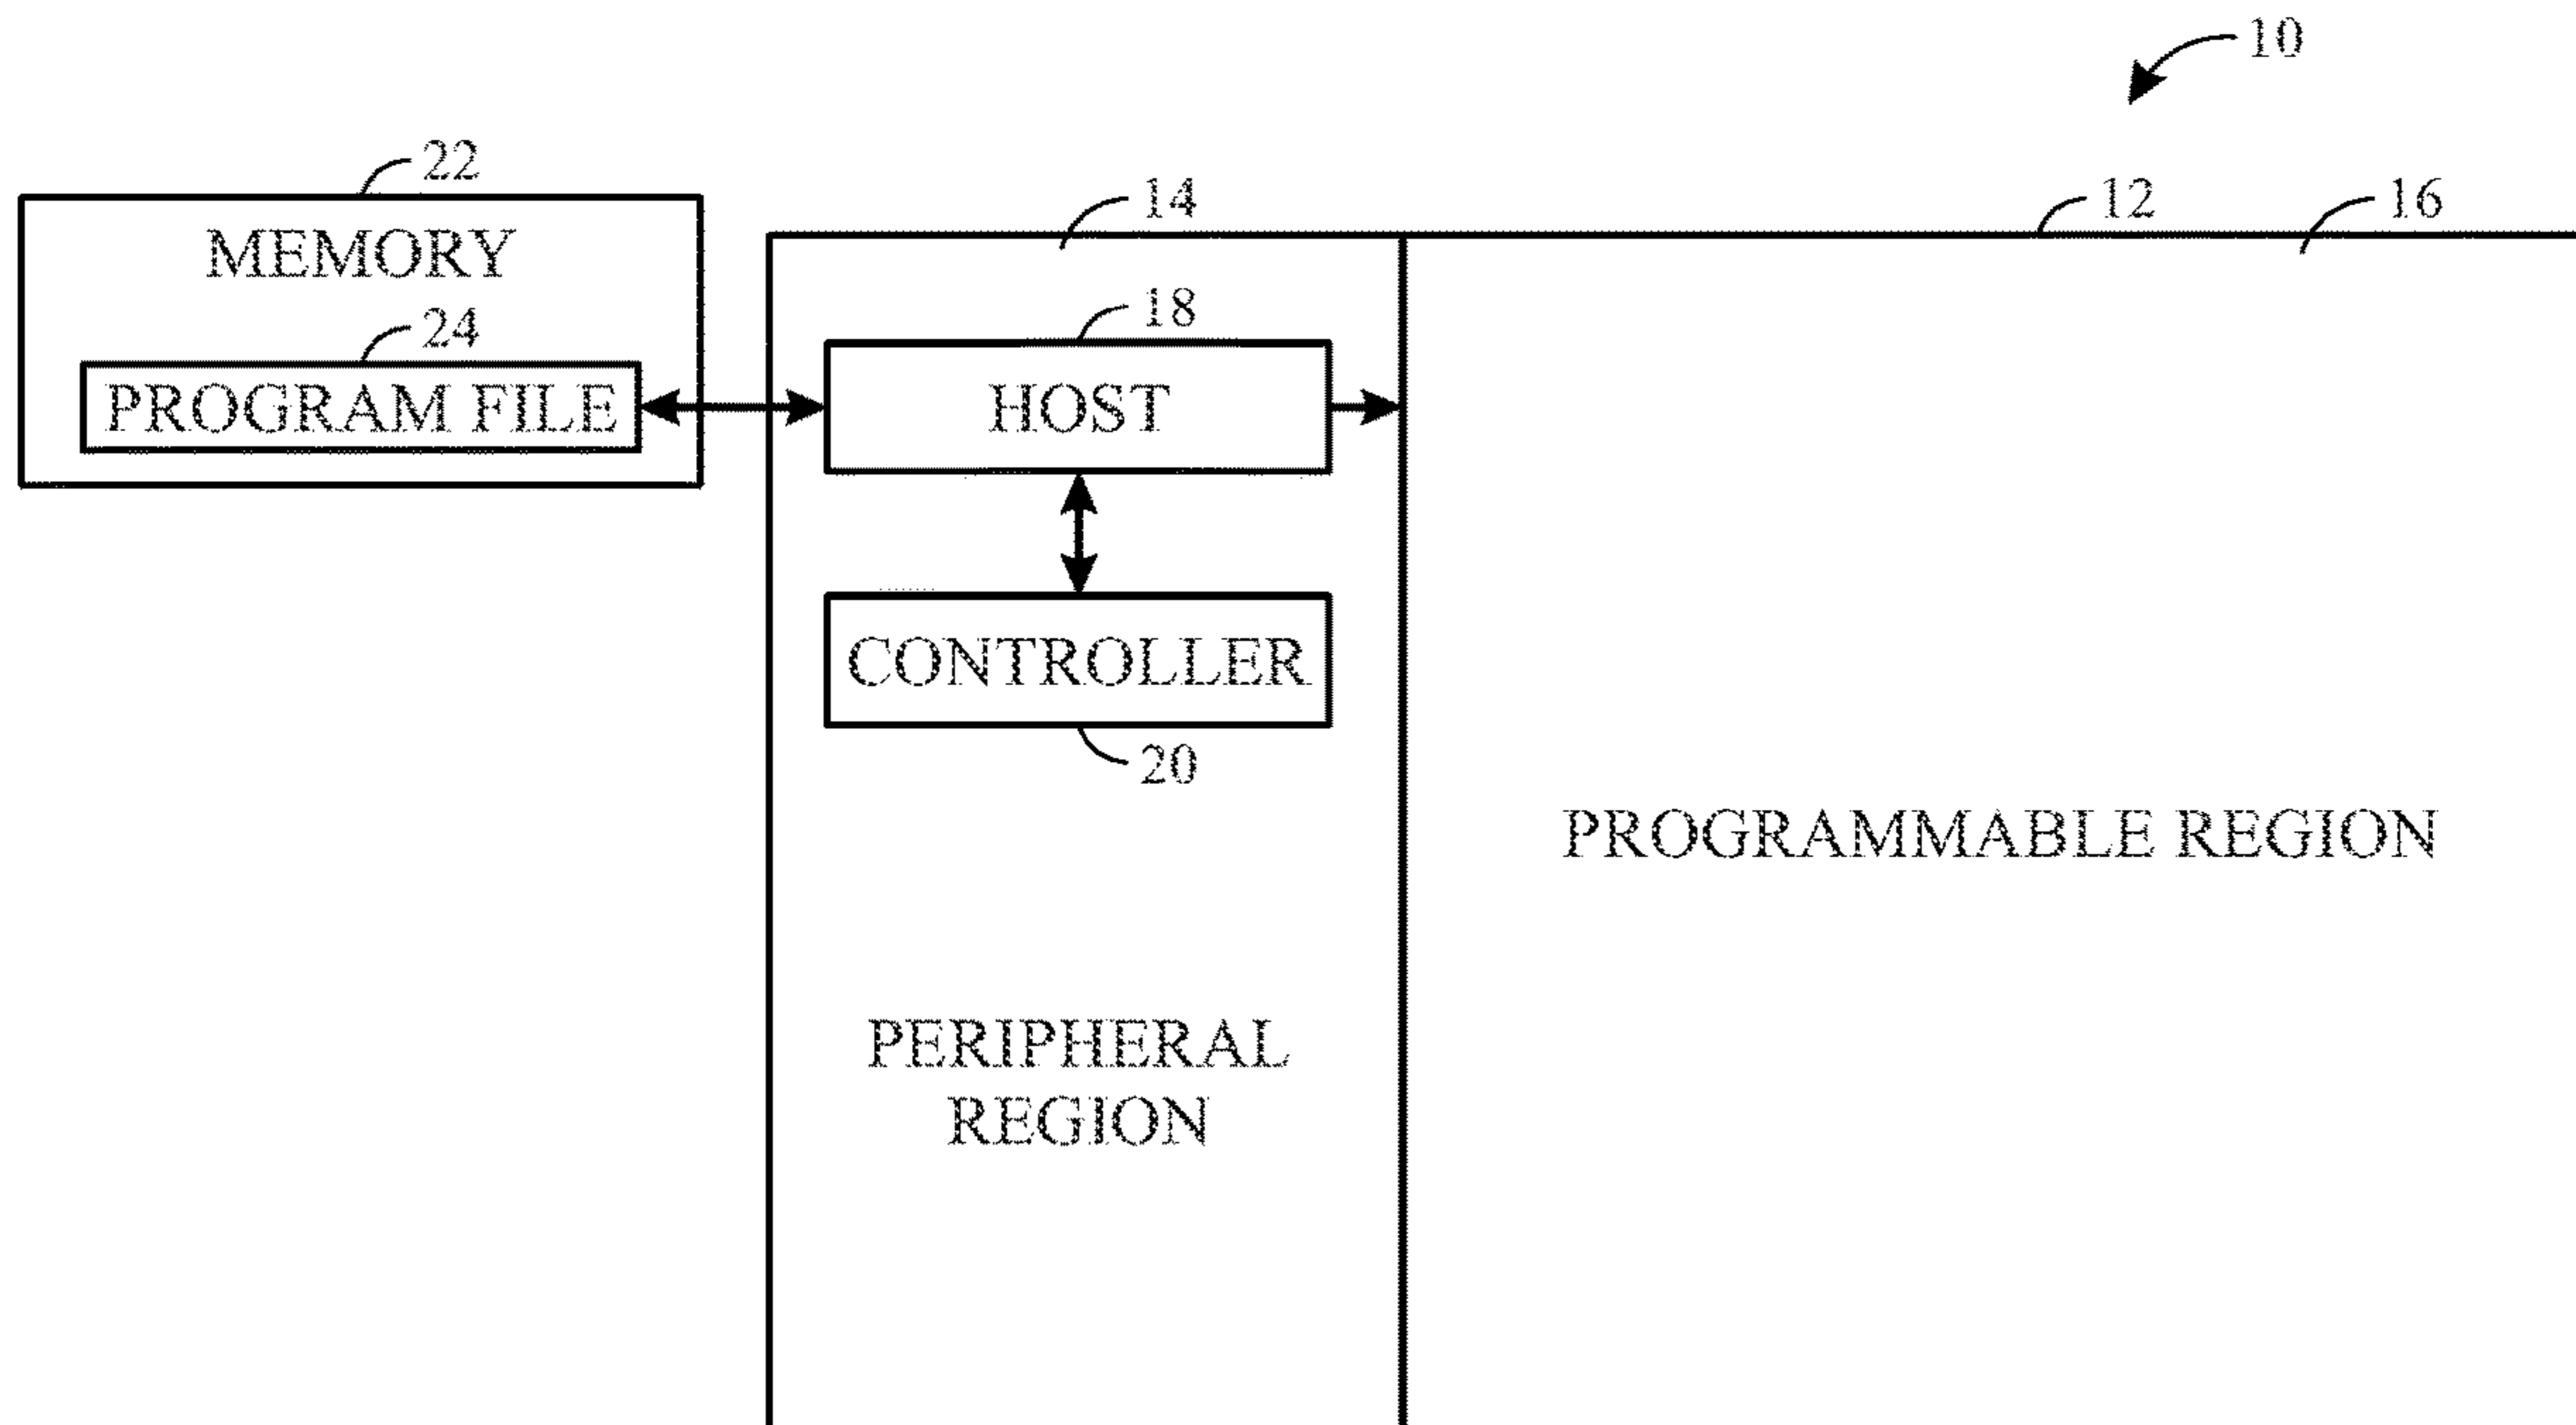 10
22
14
12
16
MEMORY
24
18
PROGRAM FILE
HOST
CONTROLLER
20
PROGRAMMABLE REGION
PERIPHERAL
REGION